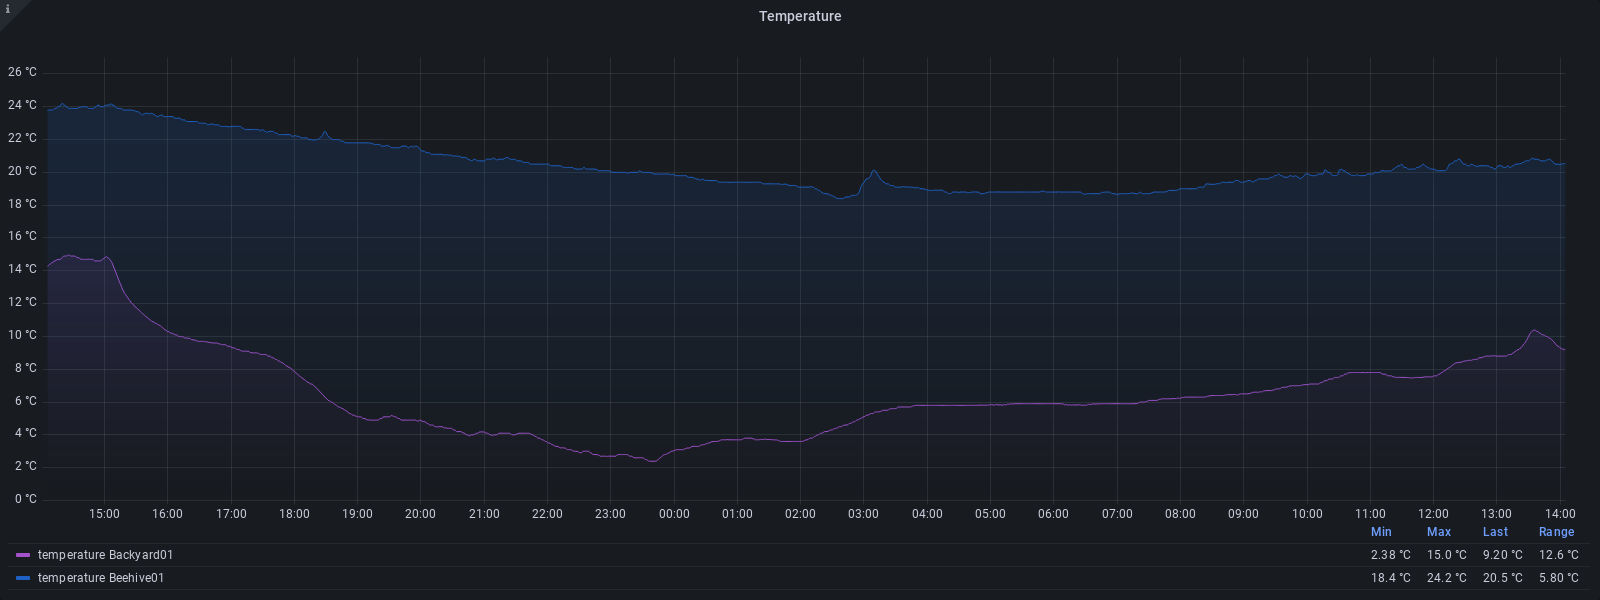 i
Temperature
26 °C
24 °C
22 °C
20 °C
18 °C
16 °C
14 °C
12 °C
10 °C
8 °C
6 °C
4 °C
2 °C
0 °C
15:00 16:00 17:00 18:00 19:00 20:00 21:00 22:00 23:00 00:00 01:00 02:00 03:00 04:00 05:00 06:00 07:00 08:00 09:00 10:00 11:00 12:00 13:00 14:00
Min Max Last Range
temperature Backyard01 2.38 °C 15.0 °C 9.20 °C 12.6 °C
temperature Beehive01 18.4 °C 24.2 °C 20.5 °C 5.80 °C